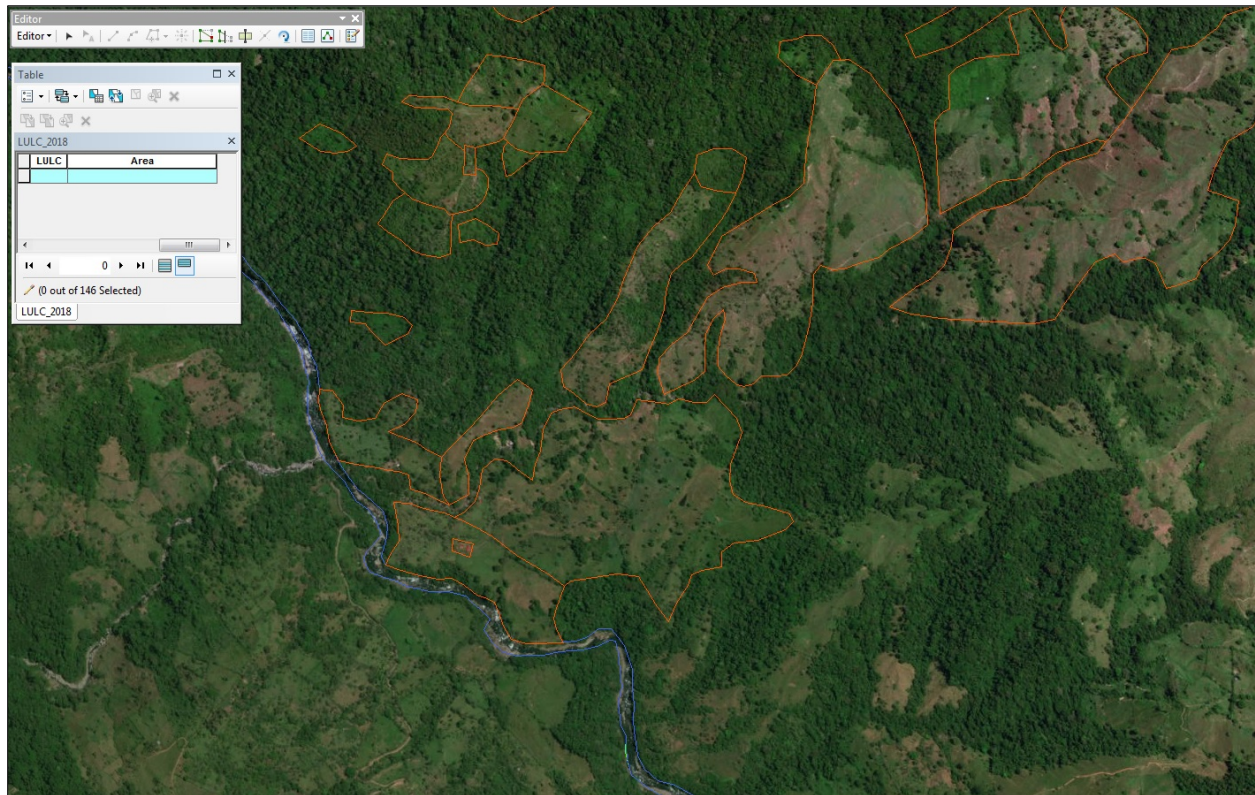 Editor
Editor
Table
LULC_2018
LULC Area
0
(0 out of 146 Selected)
LULC_2018